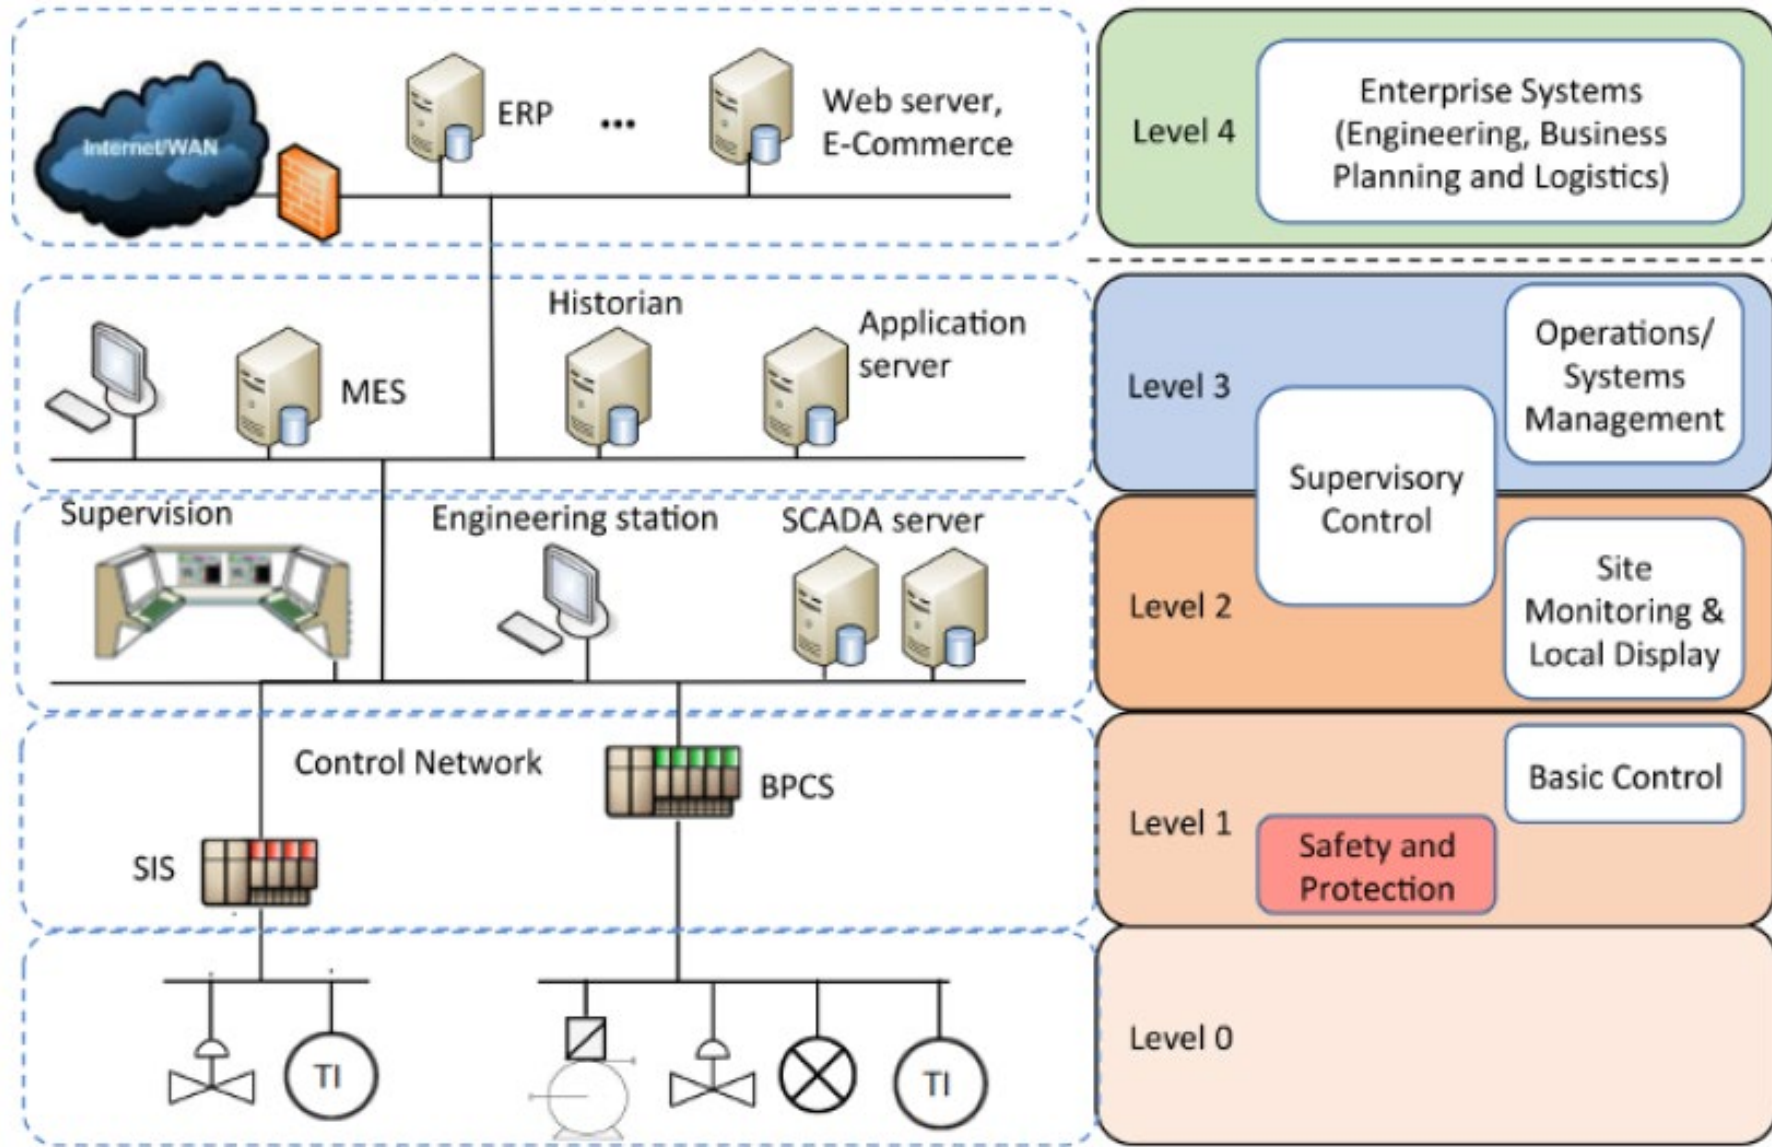 Internet/WAN
ERP
...
Web server,
E-Commerce
Level 4
Enterprise Systems
(Engineering, Business
Planning and Logistics)
Historian
MES
Application
server
Level 3
Operations/
Systems
Management
Supervisory
Control
Supervision
Engineering station
SCADA server
Level 2
Site
Monitoring &
Local Display
Control Network
BPCS
SIS
Level 1
Basic Control
Safety and
Protection
TI
TI
Level 0